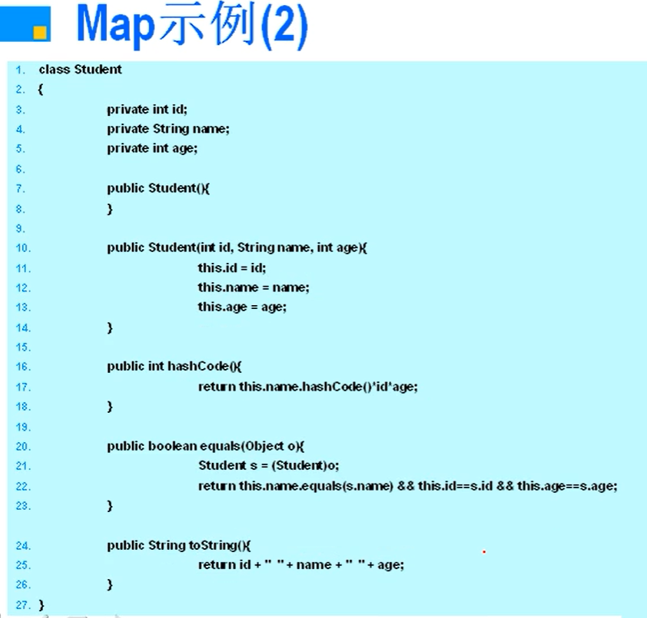 Map示例(2)
1. class Student
2. {
3. private int id;
4. private String name;
5. private int age;
6.
7. public Student(){
8. }
9.
10. public Student(int id, String name, int age){
11. this.id = id;
12. this.name = name;
13. this.age = age;
14. }
15.
16. public int hashCode(){
17. return this.name.hashCode()*id*age;
18. }
19.
20. public boolean equals(Object o){
21. Student s = (Student)o;
22. return this.name.equals(s.name) && this.id==s.id && this.age==s.age;
23. }
24. public String toString(){
25. return id + " " + name + " " + age;
26. }
27. }